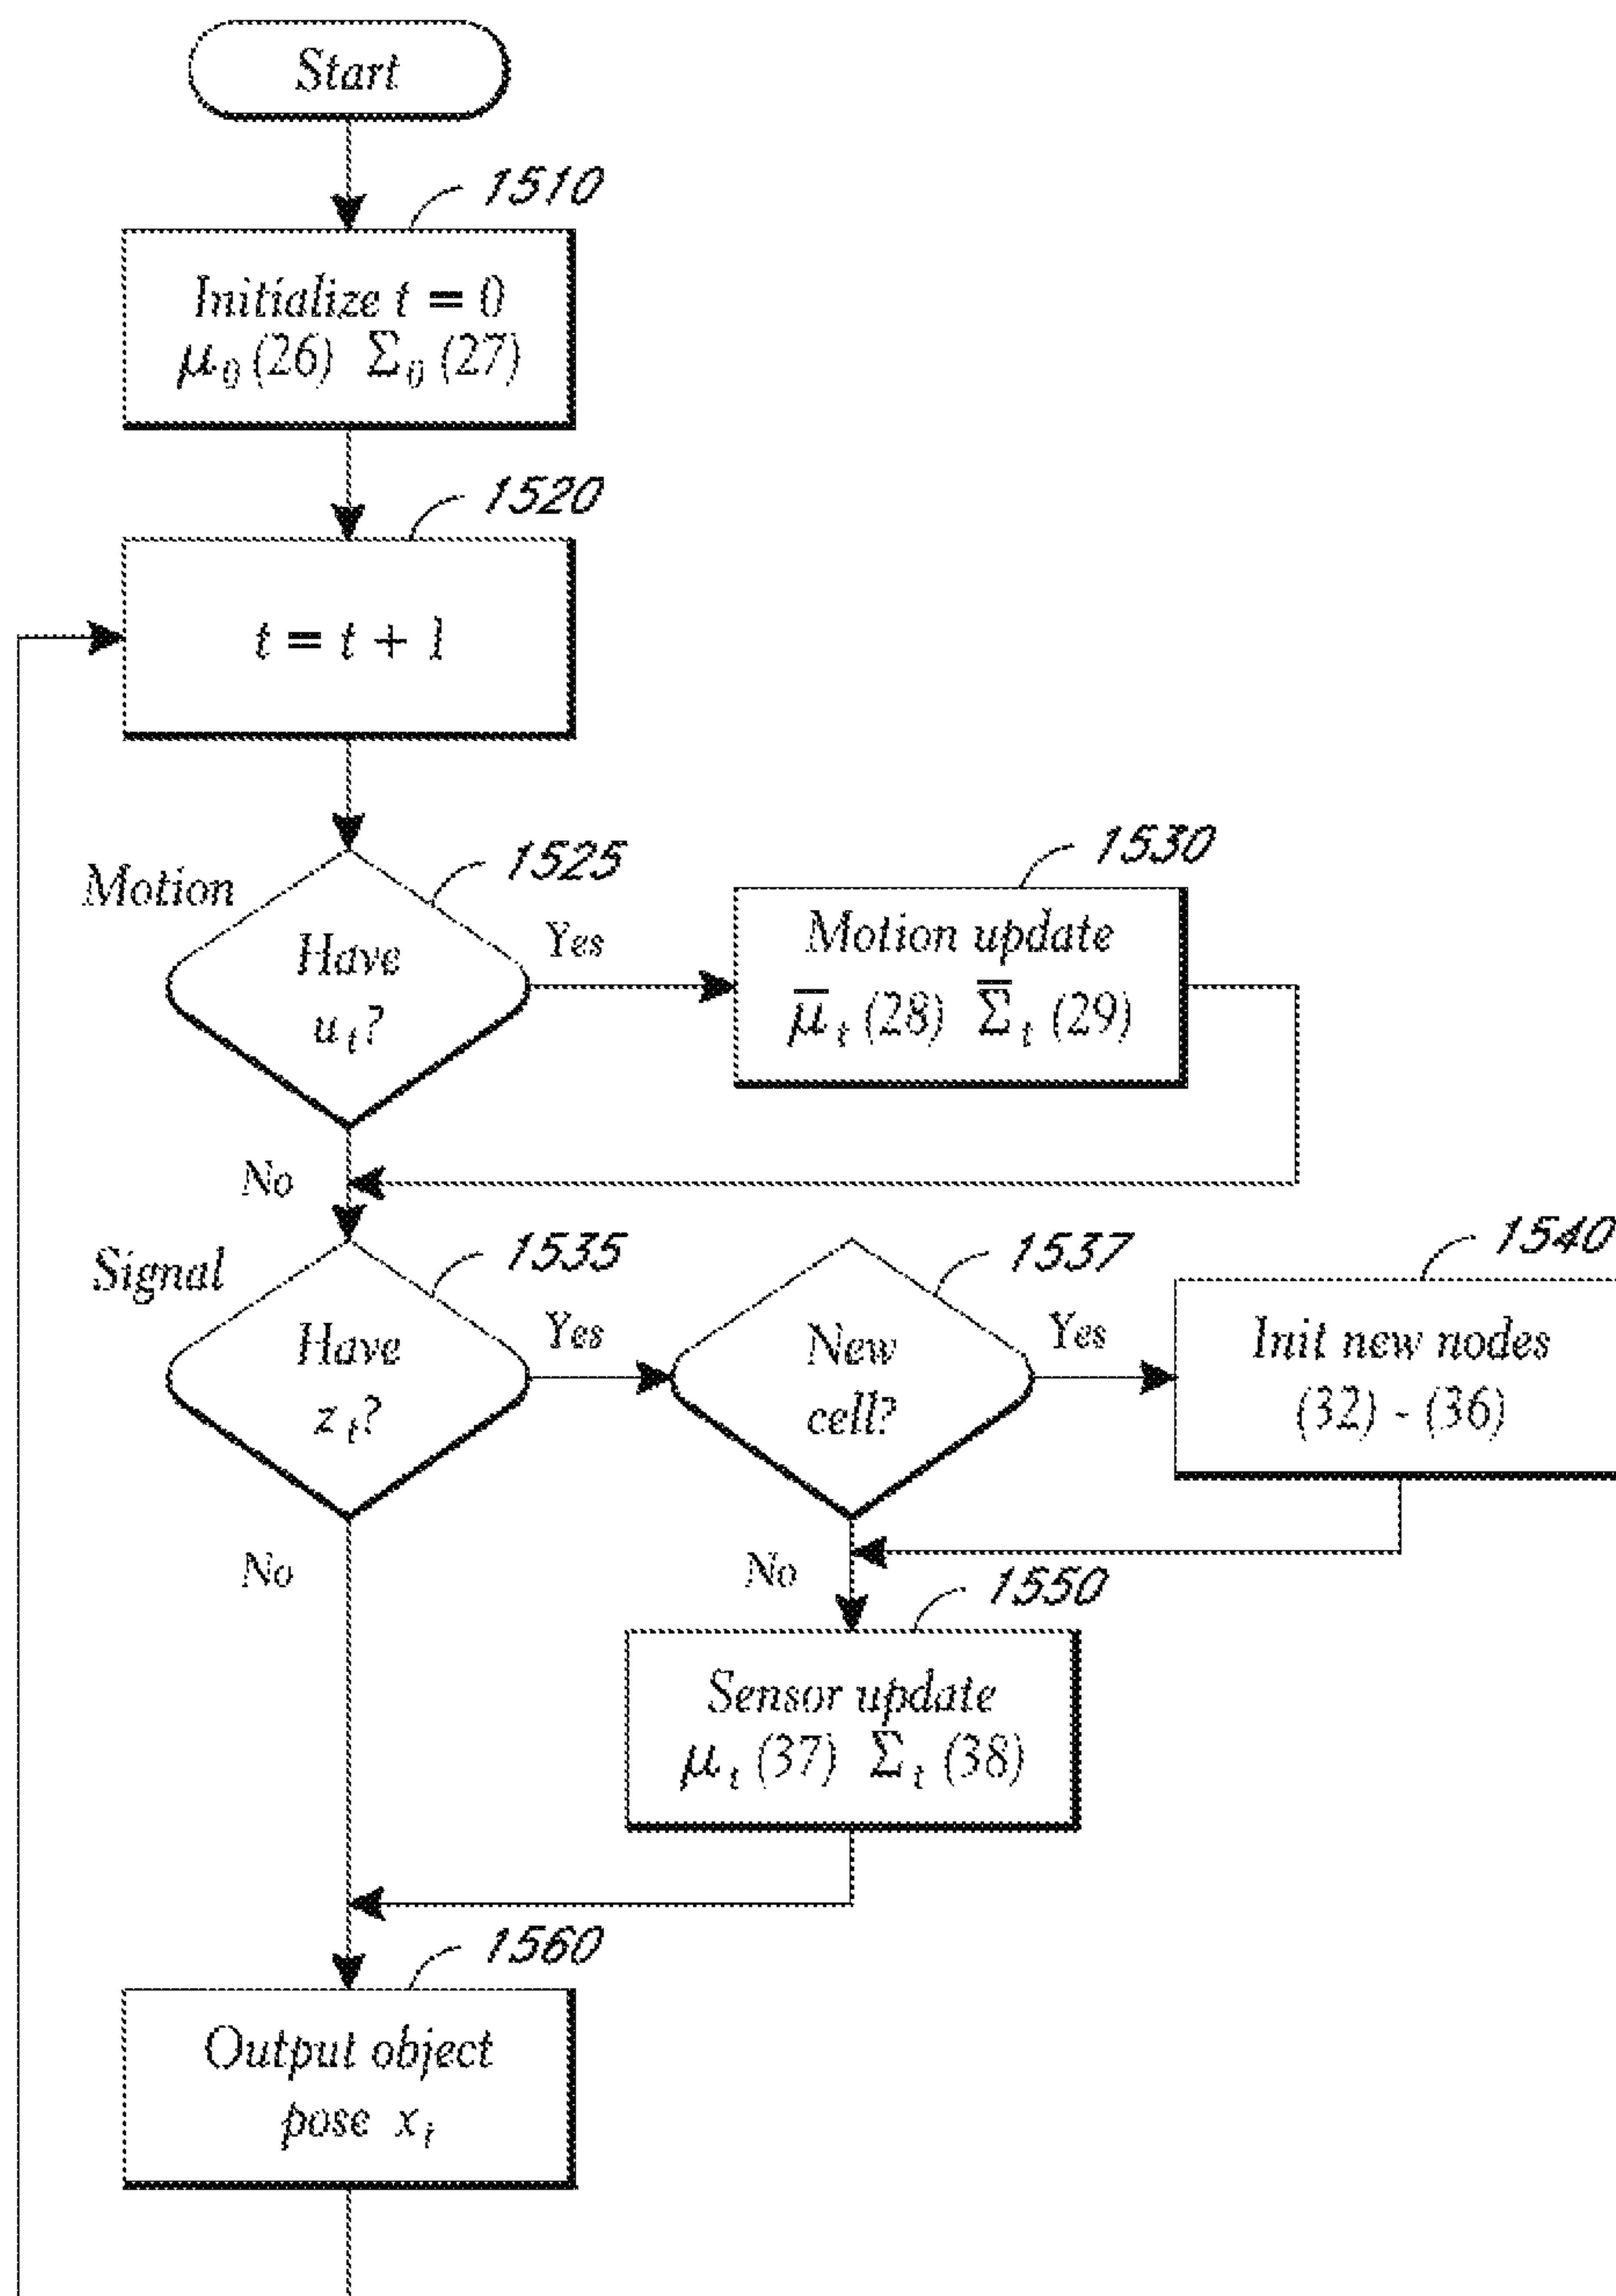 Start
1510
Initialize t = 0
μ₀ (26) Σ₀ (27)
1520
t = t + 1
Motion
1525
Have
uₜ?
Yes
1530
Motion update
μ̅ₜ (28) Σ̅ₜ (29)
No
Signal
1535
Have
zₜ?
Yes
1537
New
cell?
Yes
1540
Init new nodes
(32) - (36)
No
No
1550
Sensor update
μₜ (37) Σₜ (38)
1560
Output object
pose xₜ